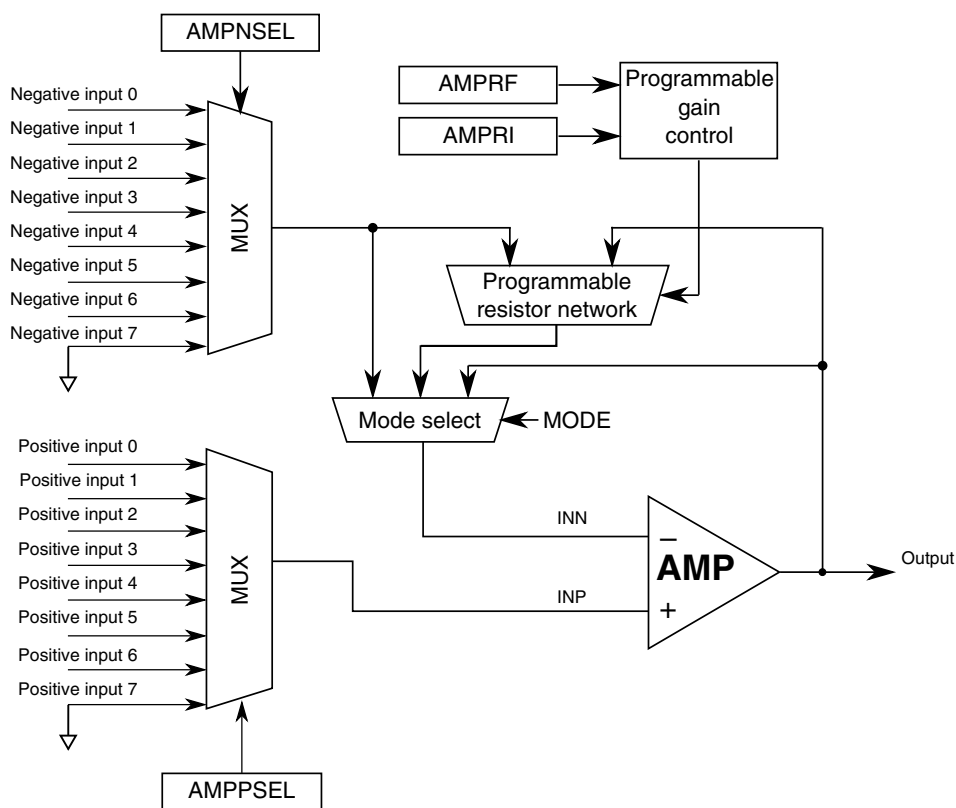 AMPNSEL
Negative input 0
Negative input 1
Negative input 2
Negative input 3
Negative input 4
Negative input 5
Negative input 6
Negative input 7
MUX
AMPRF
AMPRI
Programmable
gain
control
Programmable
resistor network
Mode select
MODE
Positive input 0
Positive input 1
Positive input 2
Positive input 3
Positive input 4
Positive input 5
Positive input 6
Positive input 7
MUX
INN
INP
−
AMP
+
Output
AMPPSEL